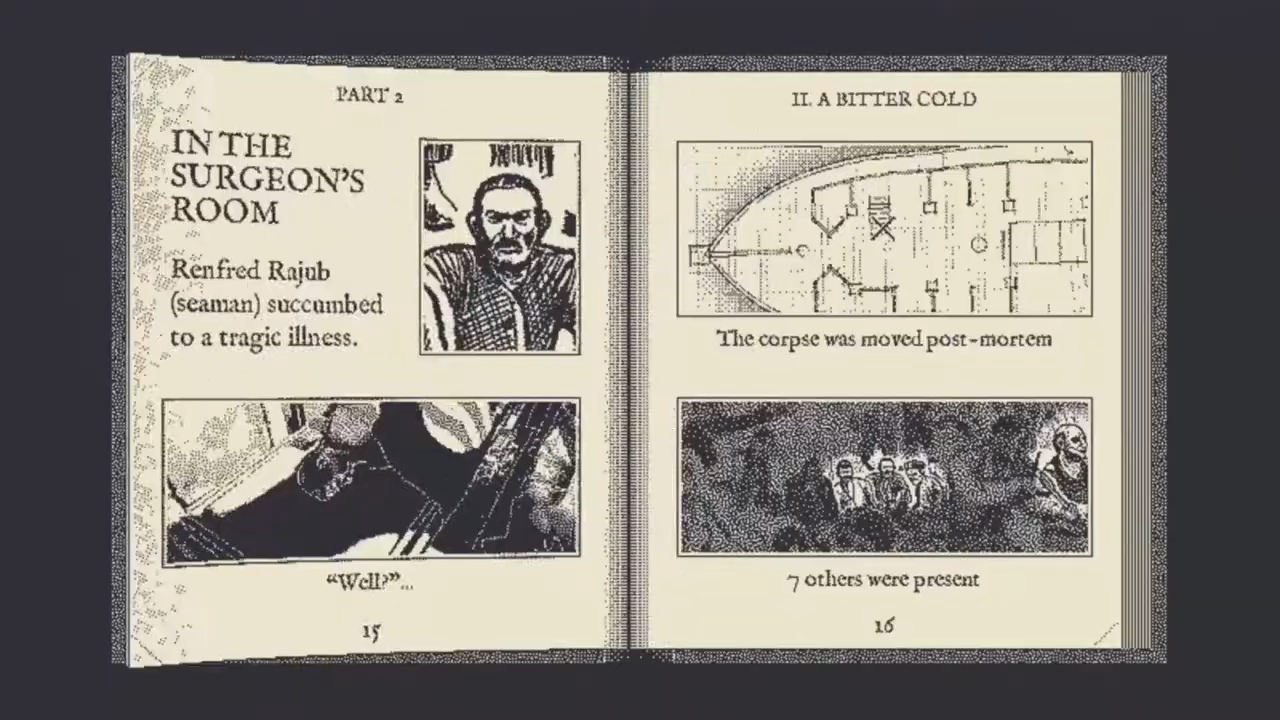 PART 2
IN THE
SURGEON'S
ROOM
Renfred Rajub
(seaman) succumbed
to a tragic illness.
"Well?"...
15
II. A BITTER COLD
The corpse was moved post-mortem
7 others were present
16